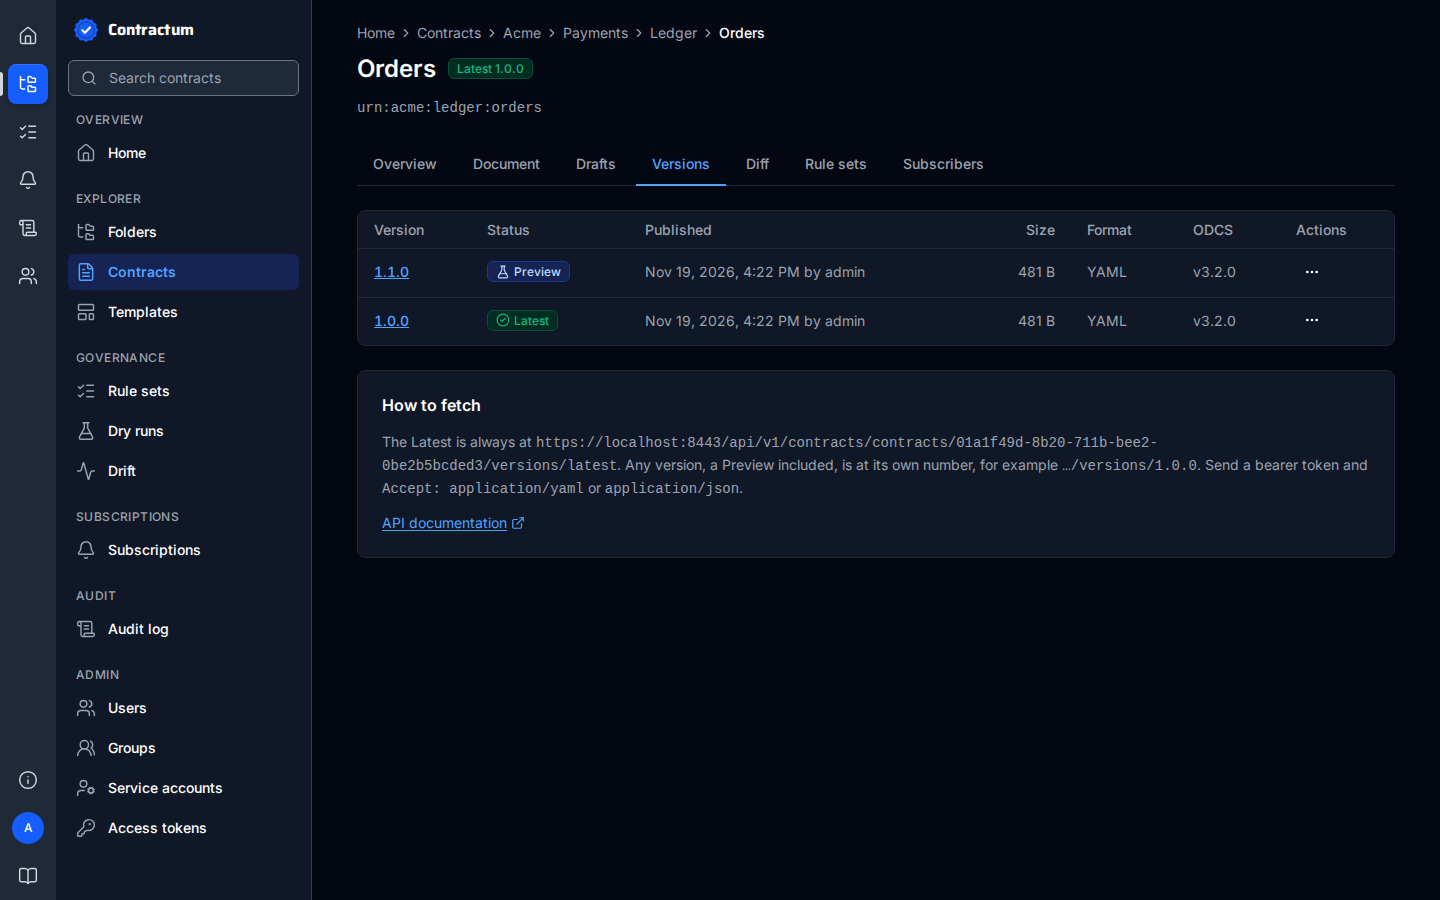 Contractum
Search contracts
OVERVIEW
Home
EXPLORER
Folders
Contracts
Templates
GOVERNANCE
Rule sets
Dry runs
Drift
SUBSCRIPTIONS
Subscriptions
AUDIT
Audit log
ADMIN
Users
Groups
Service accounts
Access tokens
A
Home > Contracts > Acme > Payments > Ledger > Orders
Orders Latest 1.0.0
urn:acme:ledger:orders
Overview Document Drafts Versions Diff Rule sets Subscribers
Version Status Published Size Format ODCS Actions
1.1.0 Preview Nov 19, 2026, 4:22 PM by admin 481 B YAML v3.2.0 ···
1.0.0 Latest Nov 19, 2026, 4:22 PM by admin 481 B YAML v3.2.0 ···
How to fetch
The Latest is always at https://localhost:8443/api/v1/contracts/contracts/01a1f49d-8b20-711b-bee2-
0be2b5bcded3/versions/latest. Any version, a Preview included, is at its own number, for example …/versions/1.0.0. Send a bearer token and
Accept: application/yaml or application/json.
API documentation